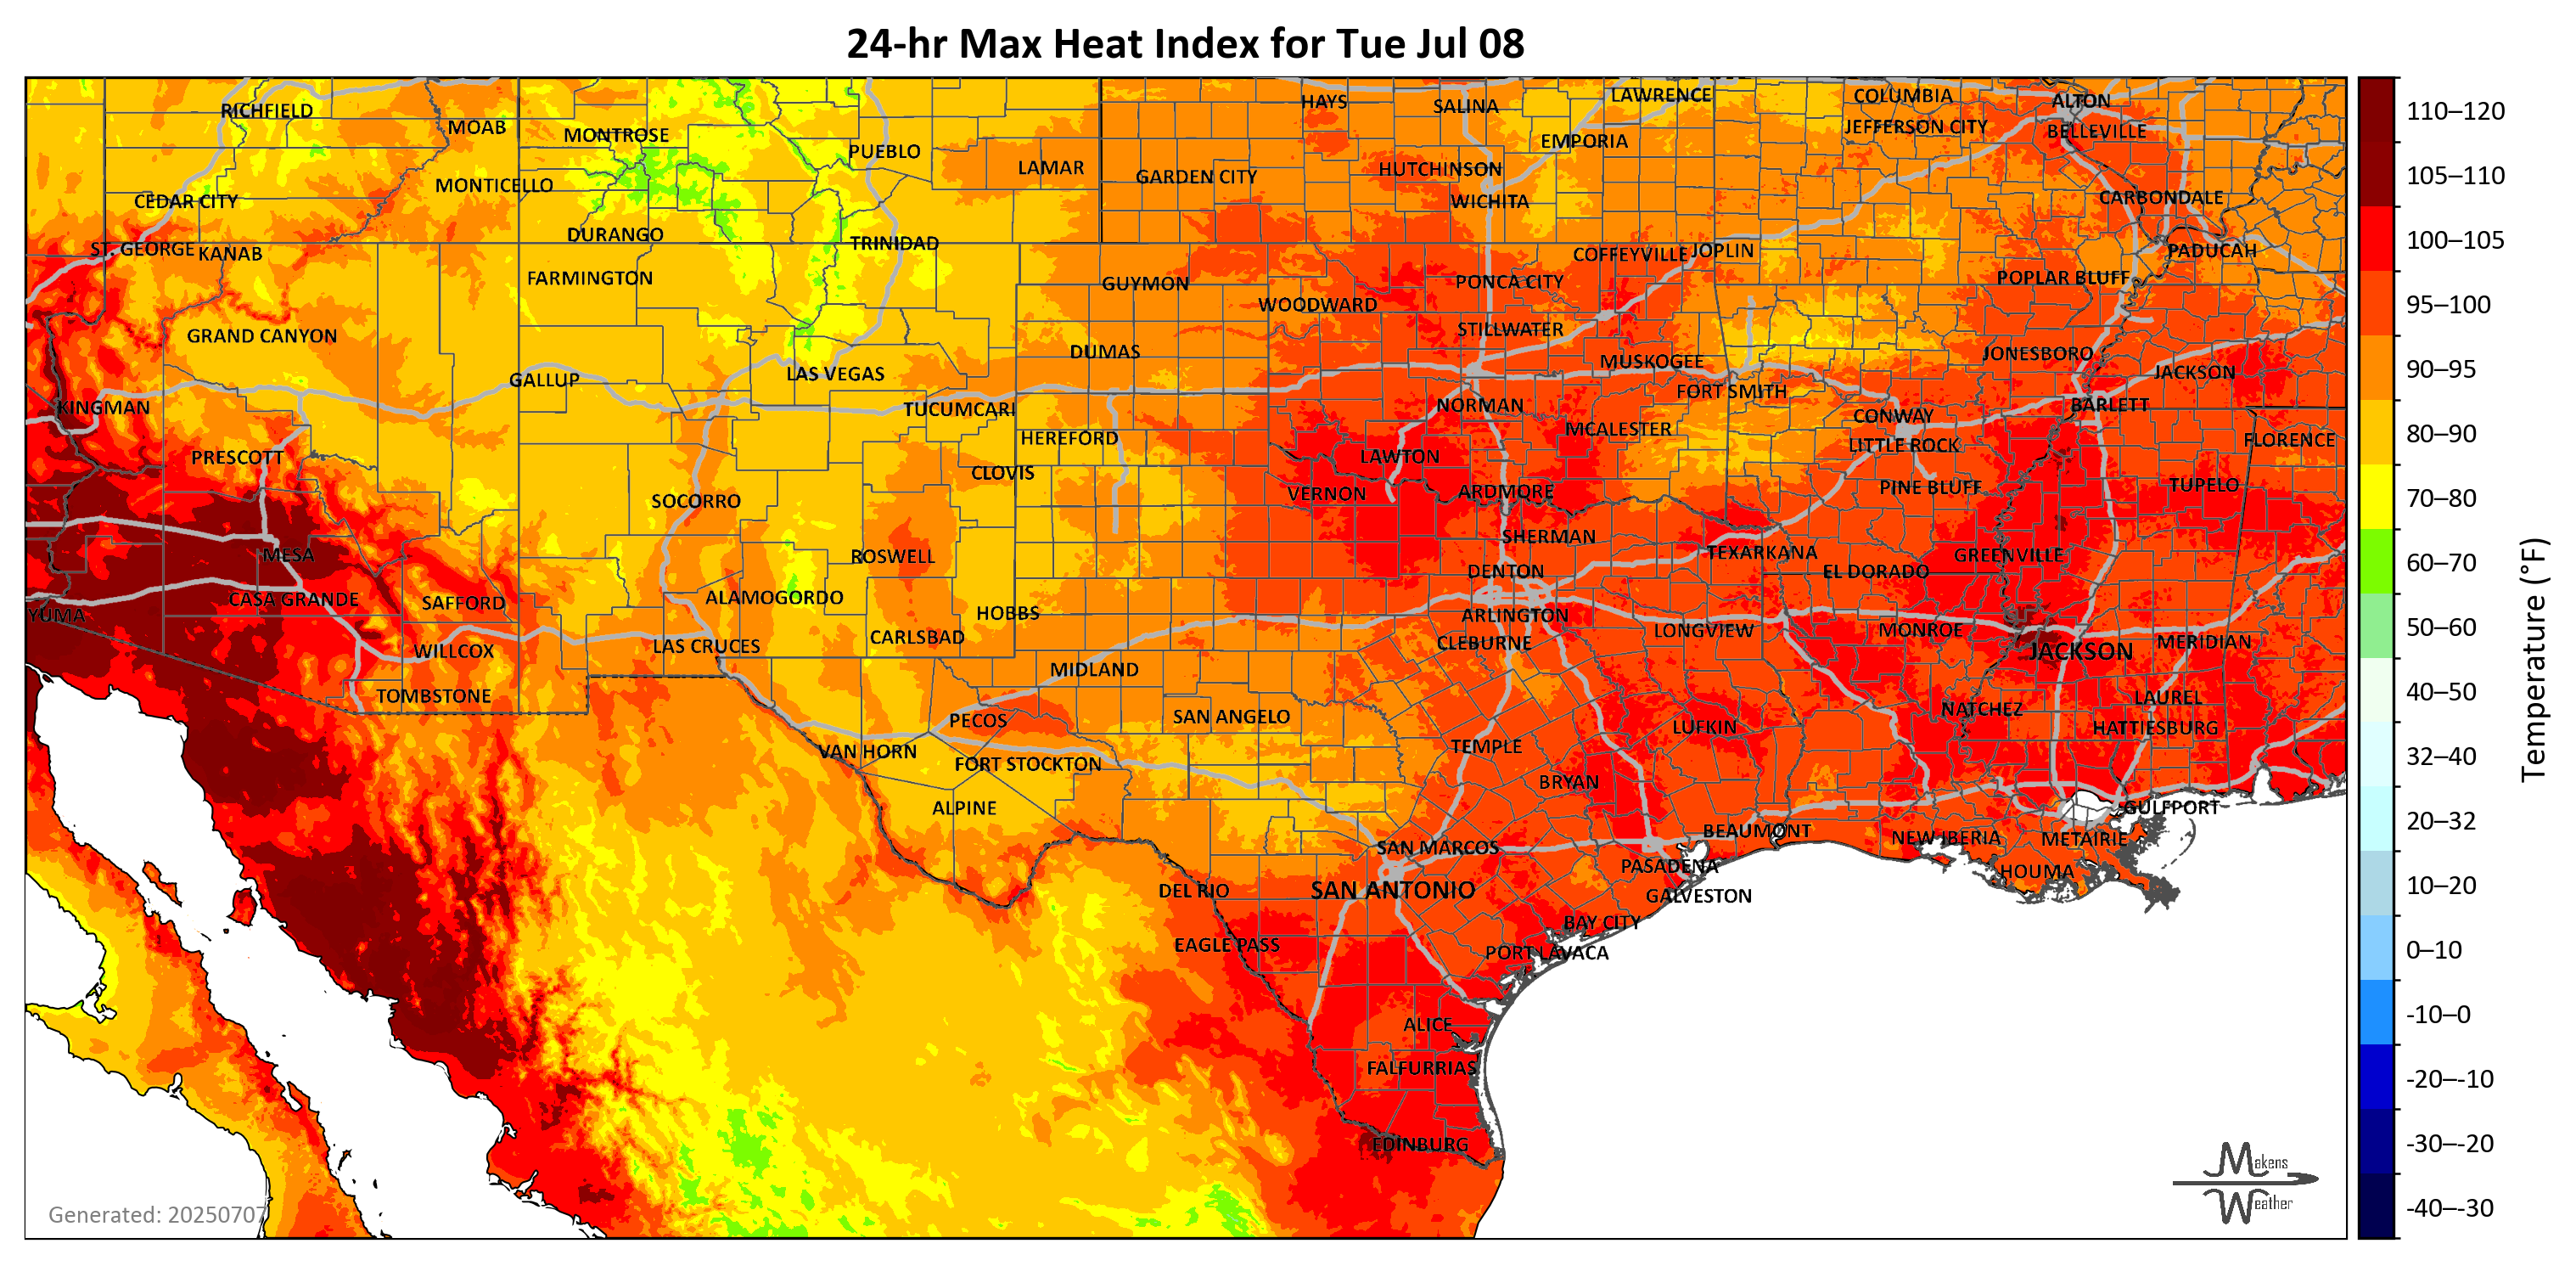 24-hr Max Heat Index for Tue Jul 08
RICHFIELD
MOAB
MONTROSE
PUEBLO
LAMAR
HAYS
SALINA
LAWRENCE
EMPORIA
COLUMBIA
JEFFERSON CITY
ALTON
BELLEVILLE
MONTICELLO
GARDEN CITY
HUTCHINSON
WICHITA
CEDAR CITY
CARBONDALE
DURANGO
TRINIDAD
ST. GEORGE
KANAB
FARMINGTON
GUYMON
WOODWARD
PONCA CITY
COFFEYVILLE
JOPLIN
POPLAR BLUFF
PADUCAH
GRAND CANYON
STILLWATER
DUMAS
MUSKOGEE
JONESBORO
JACKSON
GALLUP
LAS VEGAS
FORT SMITH
KINGMAN
TUCUMCARI
NORMAN
CONWAY
BARLETT
HEREFORD
MCALESTER
LITTLE ROCK
FLORENCE
PRESCOTT
CLOVIS
LAWTON
SOCORRO
VERNON
ARDMORE
PINE BLUFF
TUPELO
MESA
ROSWELL
SHERMAN
TEXARKANA
GREENVILLE
DENTON
EL DORADO
CASA GRANDE
SAFFORD
ALAMOGORDO
HOBBS
ARLINGTON
YUMA
CARLSBAD
CLEBURNE
LONGVIEW
MONROE
JACKSON
MERIDIAN
WILLCOX
LAS CRUCES
MIDLAND
TOMBSTONE
PECOS
SAN ANGELO
LUFKIN
NATCHEZ
LAUREL
HATTIESBURG
VAN HORN
FORT STOCKTON
TEMPLE
BRYAN
ALPINE
GULFPORT
SAN MARCOS
BEAUMONT
NEW IBERIA
METAIRIE
DEL RIO
SAN ANTONIO
PASADENA
GALVESTON
HOUMA
EAGLE PASS
BAY CITY
PORT LAVACA
ALICE
FALFURRIAS
EDINBURG
Generated: 20250707
Makens
Weather
110–120
105–110
100–105
95–100
90–95
80–90
70–80
60–70
50–60
40–50
32–40
20–32
10–20
0–10
-10–0
-20–-10
-30–-20
-40–-30
Temperature (°F)